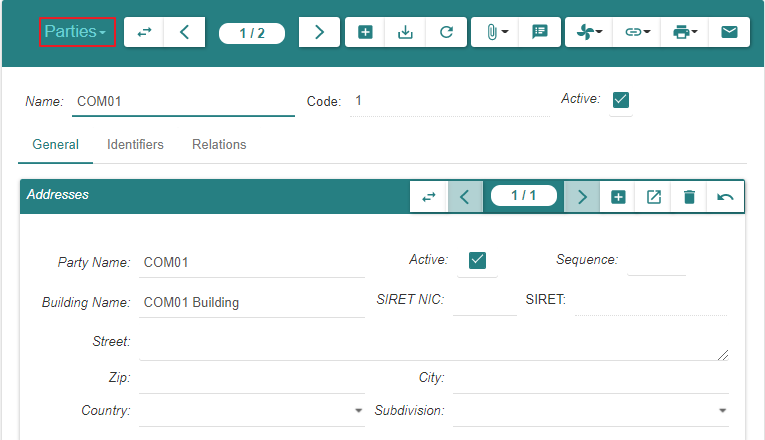 Parties
1 / 2
Name: COM01 Code: 1 Active:
General Identifiers Relations
Addresses 1 / 1
Party Name: COM01 Active: Sequence:
Building Name: COM01 Building SIRET NIC: SIRET:
Street:
Zip: City:
Country: Subdivision: